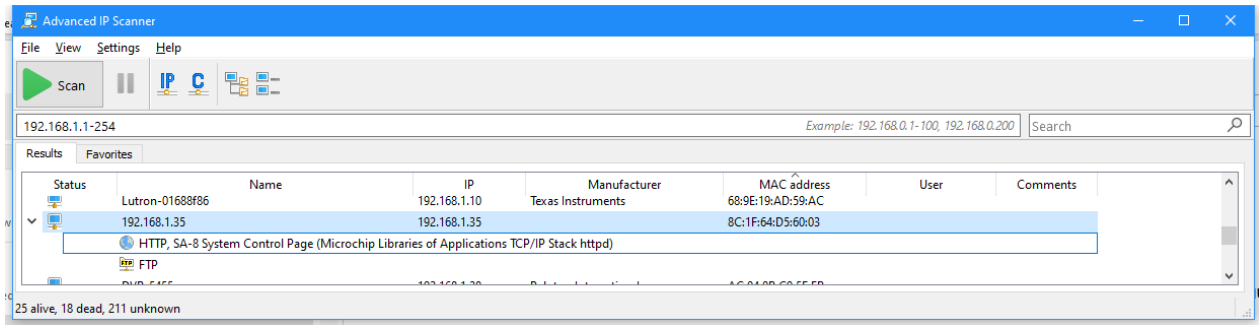 Advanced IP Scanner
File View Settings Help
Scan IP C
192.168.1.1-254 Example: 192.168.0.1-100, 192.168.0.200 Search
Results Favorites
Status Name IP Manufacturer MAC address User Comments
Lutron-01688f86 192.168.1.10 Texas Instruments 68:9E:19:AD:59:AC
192.168.1.35 192.168.1.35 8C:1F:64:D5:60:03
HTTP, SA-8 System Control Page (Microchip Libraries of Applications TCP/IP Stack httpd)
FTP FTP
25 alive, 18 dead, 211 unknown